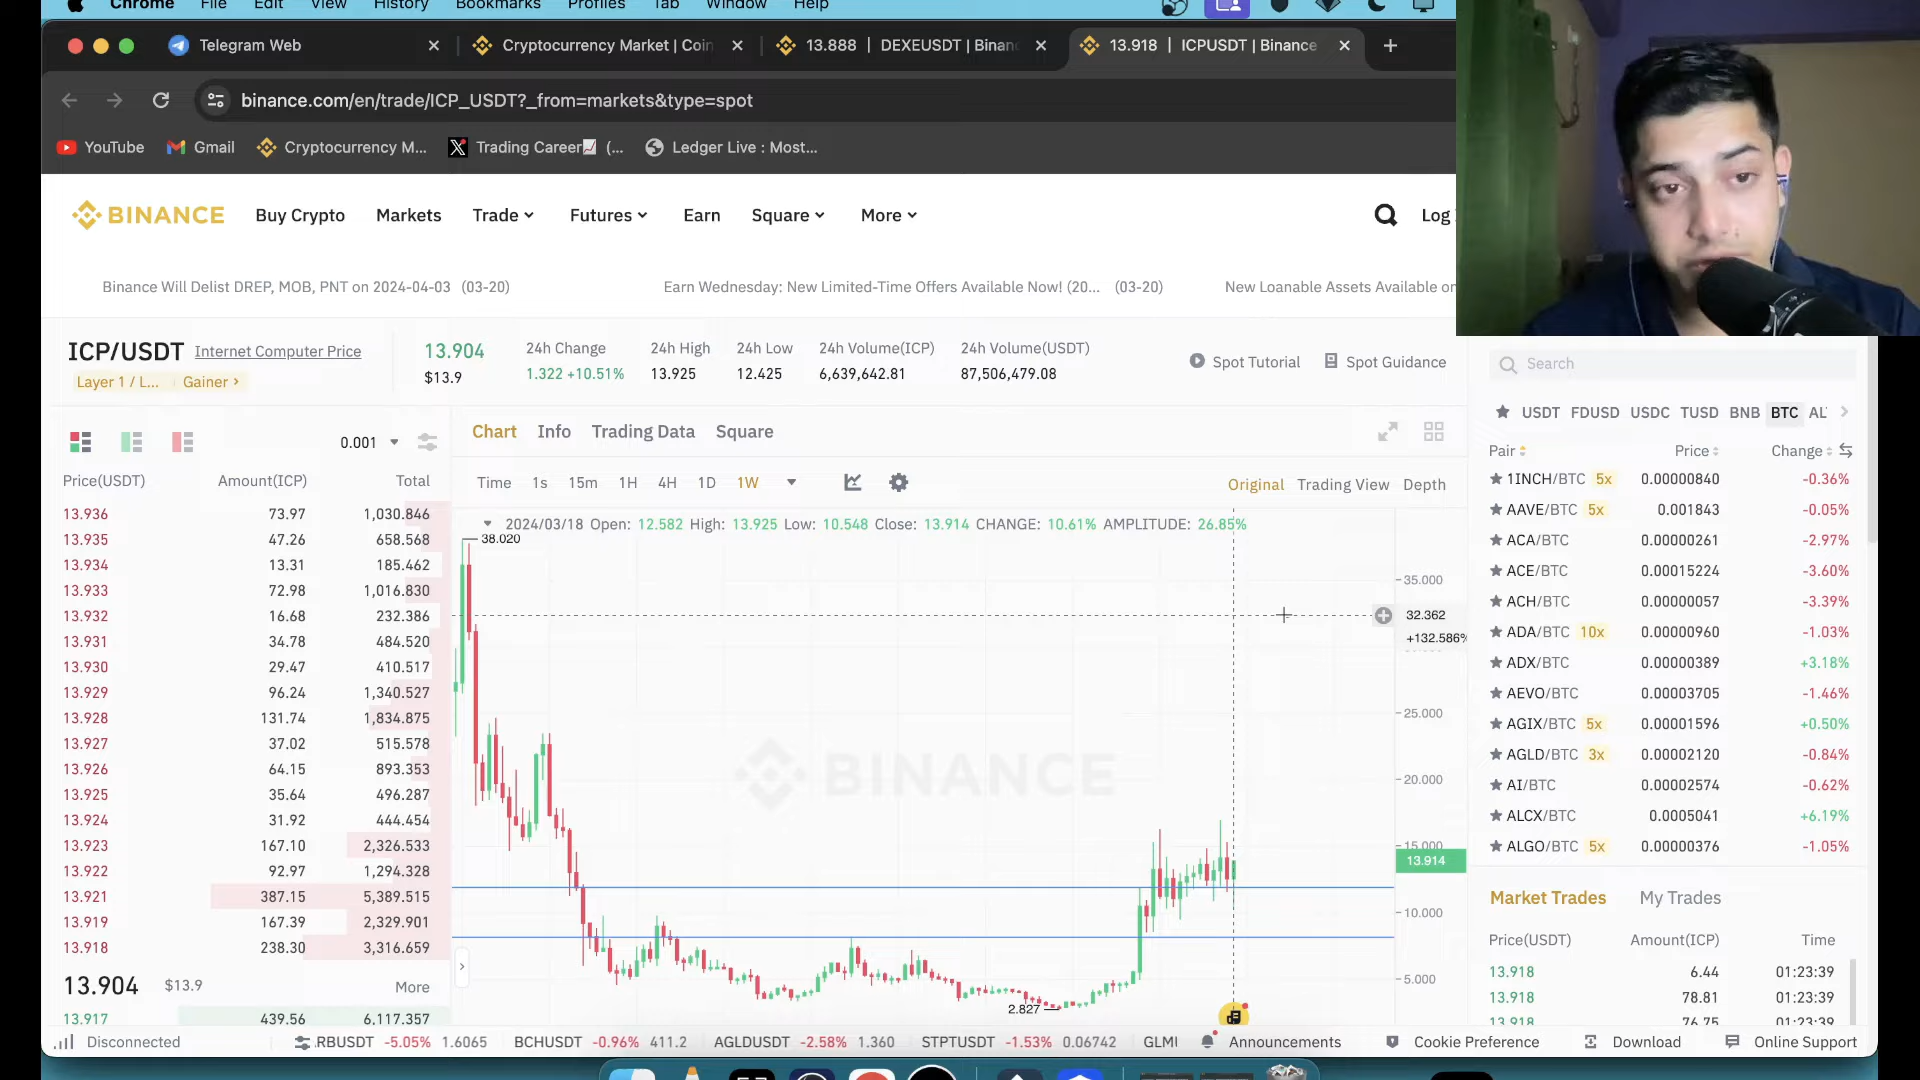 Chrome File Edit View History Bookmarks Profiles Tab Window Help
Telegram Web
Cryptocurrency Market | Coin
13.888 | DEXEUSDT | Binan
13.918 | ICPUSDT | Binance
binance.com/en/trade/ICP_USDT?_from=markets&type=spot
YouTube Gmail Cryptocurrency M... Trading Career (... Ledger Live : Most...
BINANCE Buy Crypto Markets Trade Futures Earn Square More Log
Binance Will Delist DREP, MOB, PNT on 2024-04-03 (03-20)
Earn Wednesday: New Limited-Time Offers Available Now! (20... (03-20)
New Loanable Assets Available on
ICP/USDT Internet Computer Price
Layer 1 / L... Gainer
13.904
$13.9
24h Change
1.322 +10.51%
24h High
13.925
24h Low
12.425
24h Volume(ICP)
6,639,642.81
24h Volume(USDT)
87,506,479.08
Spot Tutorial Spot Guidance
0.001
Price(USDT) Amount(ICP) Total
13.936 73.97 1,030.846
13.935 47.26 658.568
13.934 13.31 185.462
13.933 72.98 1,016.830
13.932 16.68 232.386
13.931 34.78 484.520
13.930 29.47 410.517
13.929 96.24 1,340.527
13.928 131.74 1,834.875
13.927 37.02 515.578
13.926 64.15 893.353
13.925 35.64 496.287
13.924 31.92 444.454
13.923 167.10 2,326.533
13.922 92.97 1,294.328
13.921 387.15 5,389.515
13.919 167.39 2,329.901
13.918 238.30 3,316.659
13.904 $13.9 More
13.917 439.56 6,117.357
Chart Info Trading Data Square
Time 1s 15m 1H 4H 1D 1W
Original Trading View Depth
2024/03/18 Open: 12.582 High: 13.925 Low: 10.548 Close: 13.914 CHANGE: 10.61% AMPLITUDE: 26.85%
38.020
35.000
32.362
+132.586%
25.000
BINANCE
20.000
15.000
13.914
10.000
5.000
2.827
Search
USDT FDUSD USDC TUSD BNB BTC AL
Pair Price Change
1INCH/BTC 5x 0.00000840 -0.36%
AAVE/BTC 5x 0.001843 -0.05%
ACA/BTC 0.00000261 -2.97%
ACE/BTC 0.00015224 -3.60%
ACH/BTC 0.00000057 -3.39%
ADA/BTC 10x 0.00000960 -1.03%
ADX/BTC 0.00000389 +3.18%
AEVO/BTC 0.00003705 -1.46%
AGIX/BTC 5x 0.00001596 +0.50%
AGLD/BTC 3x 0.00002120 -0.84%
AI/BTC 0.00002574 -0.62%
ALCX/BTC 0.0005041 +6.19%
ALGO/BTC 5x 0.00000376 -1.05%
Market Trades My Trades
Price(USDT) Amount(ICP) Time
13.918 6.44 01:23:39
13.918 78.81 01:23:39
13.918 76.75 01:23:39
Disconnected
RBUSDT -5.05% 1.6065 BCHUSDT -0.96% 411.2 AGLDUSDT -2.58% 1.360 STPTUSDT -1.53% 0.06742 GLMI
Announcements Cookie Preference Download Online Support